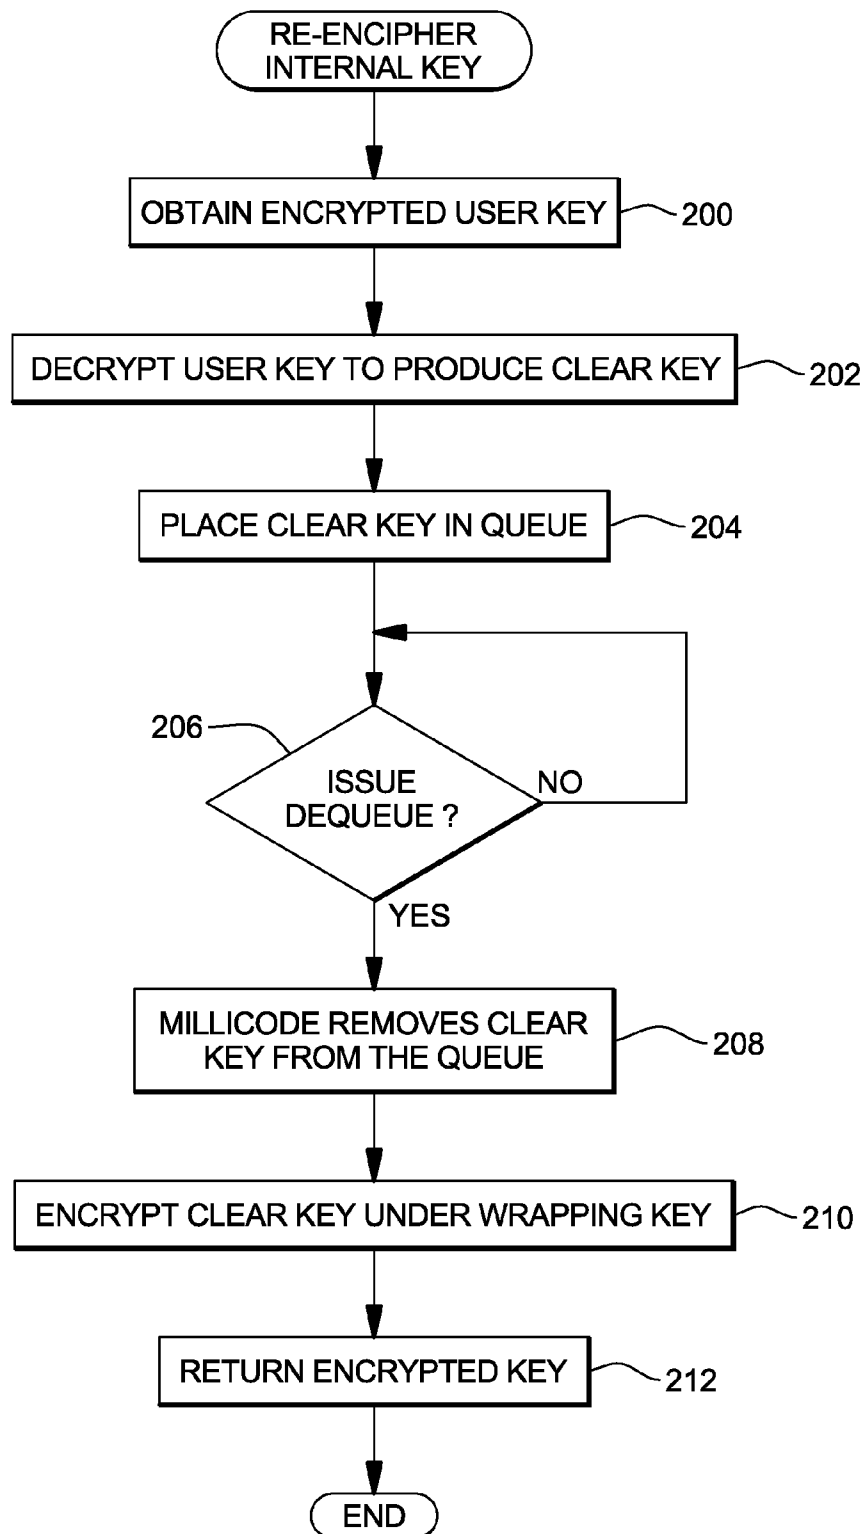 RE-ENCIPHER
INTERNAL KEY
OBTAIN ENCRYPTED USER KEY
200
DECRYPT USER KEY TO PRODUCE CLEAR KEY
202
PLACE CLEAR KEY IN QUEUE
204
206
ISSUE
DEQUEUE ?
NO
YES
MILLICODE REMOVES CLEAR
KEY FROM THE QUEUE
208
ENCRYPT CLEAR KEY UNDER WRAPPING KEY
210
RETURN ENCRYPTED KEY
212
END